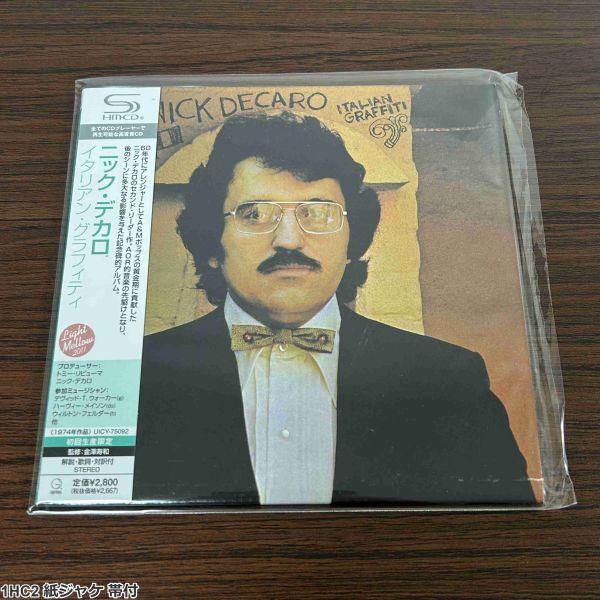 NICK DECARO
ITALIAN
GRAFFITI
SHM-CD®
全てのCDプレーヤーで
再生可能な高音質CD
ニック・デカロ
イタリアン・グラフィティ
60年代にアレンジャーとしてA&Mポップスの黄金期に貢献した
ニック・デカロのセカンド・リーダー作。AOR的音楽の先駆けとなり、
後のシーンに多大なる影響を与えた記念碑的アルバム。
Light
Mellow
2011
プロデューサー:
トミー・リピューマ
ニック・デカロ
参加ミュージシャン:
デヴィッド・T.ウォーカー(g)
ハーヴィー・メイソン(ds)
ウィルトン・フェルダー(b)
他
(1974年作品) UICY-75092
初回生産限定
監修:金澤寿和
解説・歌詞・対訳付
STEREO
定価¥2,800
(税抜価格¥2,667)
1HC2 紙ジャケ 帯付